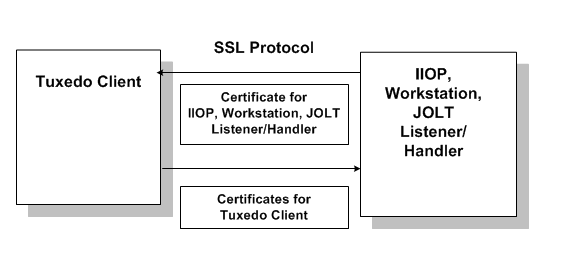 SSL Protocol
Tuxedo Client
IIOP,
Workstation,
JOLT
Listener/
Handler
Certificate for
IIOP, Workstation, JOLT
Listener/Handler
Certificates for
Tuxedo Client